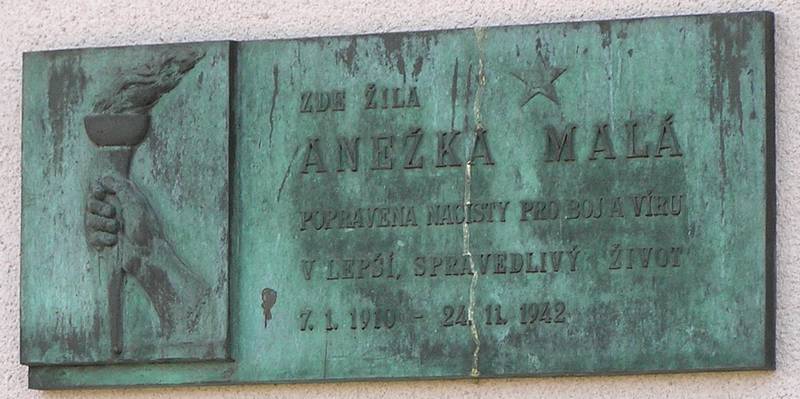 ZDE ŽILA
ANEŽKA MALÁ
POPRAVENA NACISTY PRO BOJ A VÍRU
V LEPŠÍ, SPRAVEDLIVÝ ŽIVOT
7. 1. 1910 - 24. 11. 1942